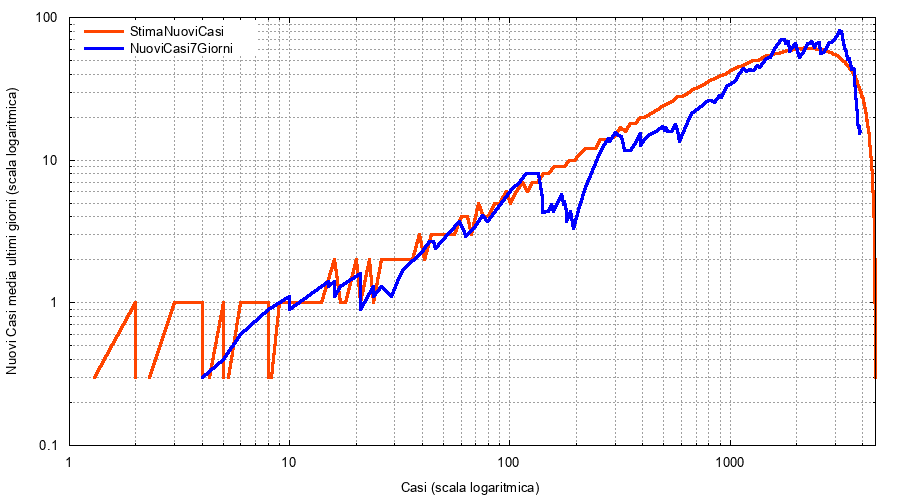 100
StimaNuoviCasi
NuoviCasi7Giorni
10
1
0.1
Nuovi Casi media ultimi giorni (scala logaritmica)
1 10 100 1000
Casi (scala logaritmica)